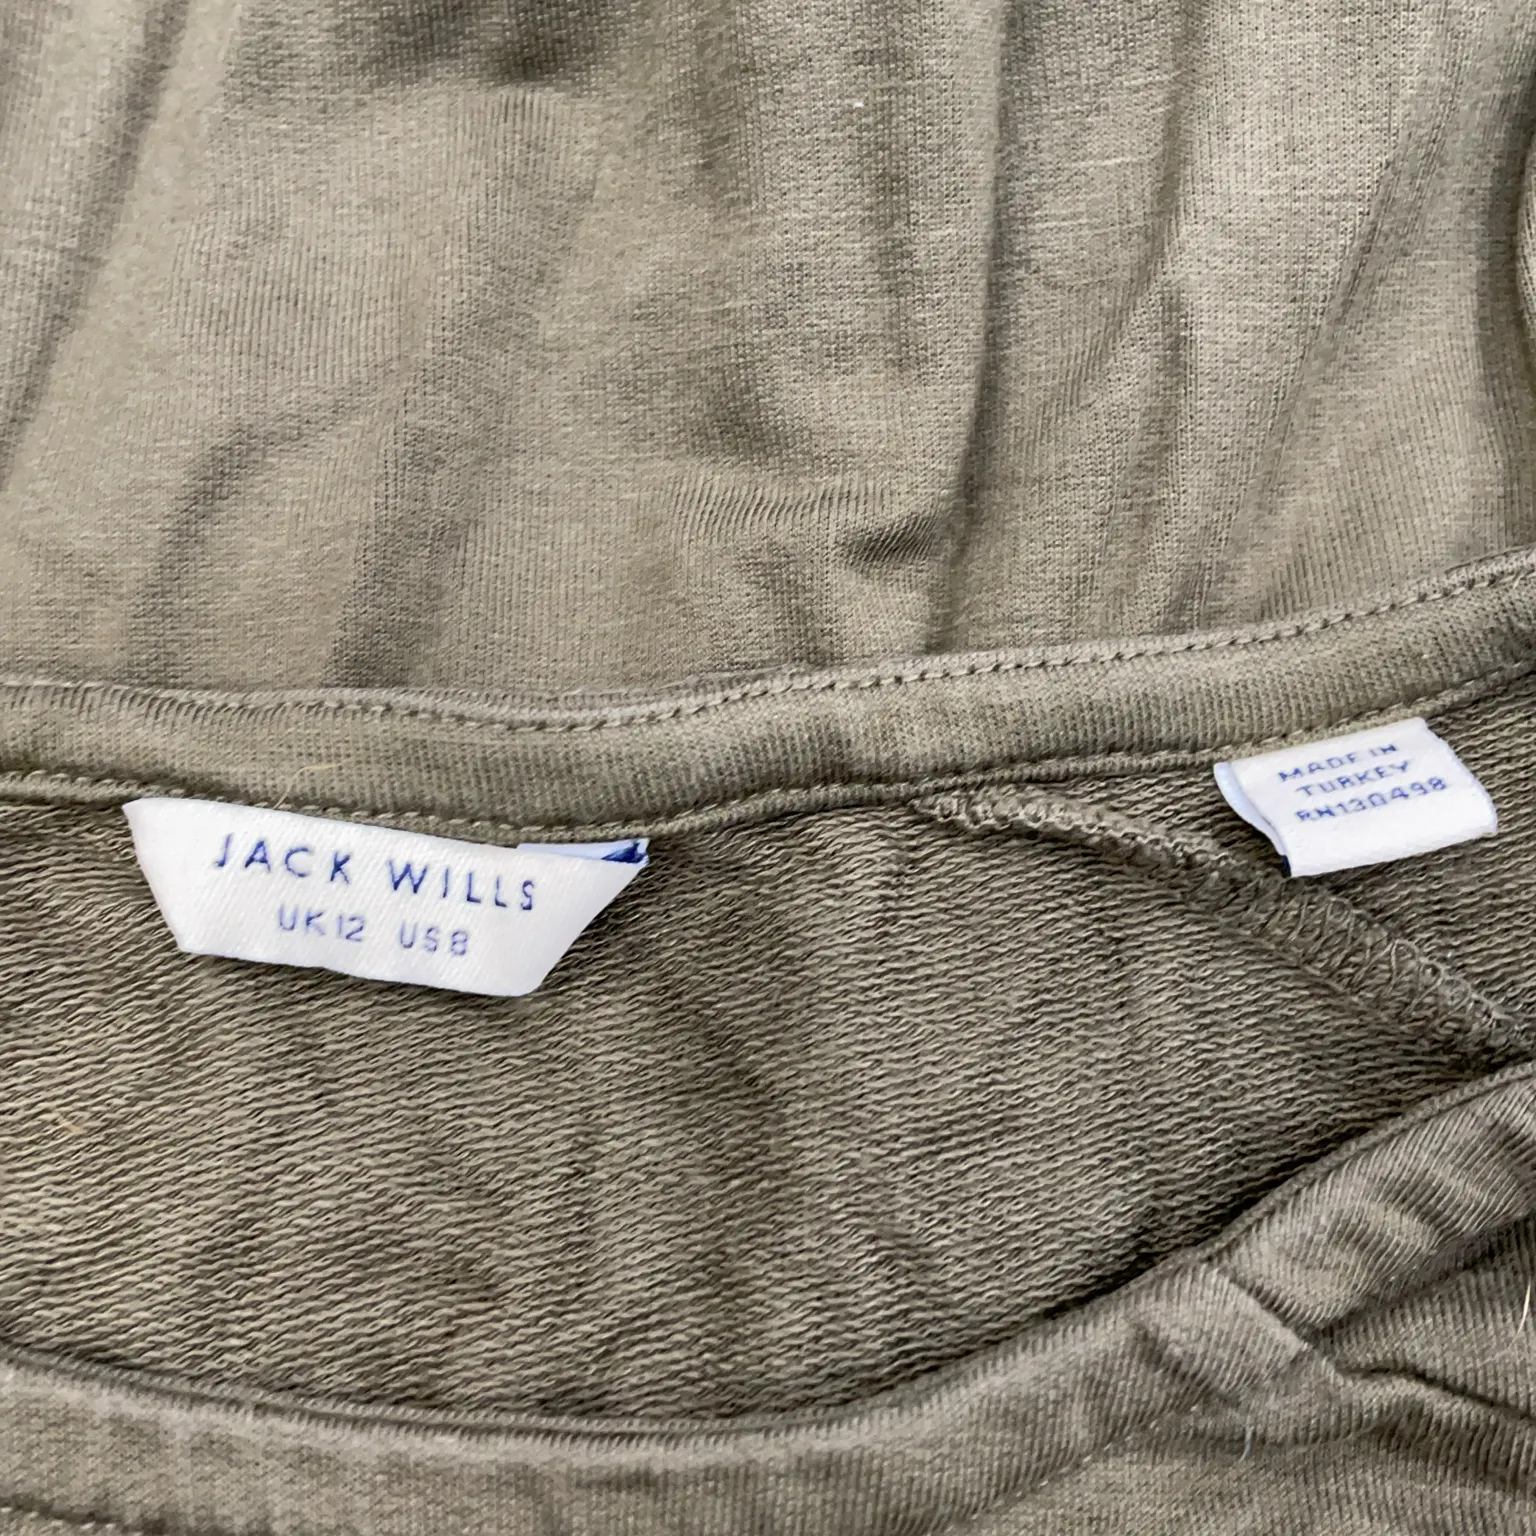 JACK WILLS
UK12 US8
MADE IN
TURKEY
RN130498